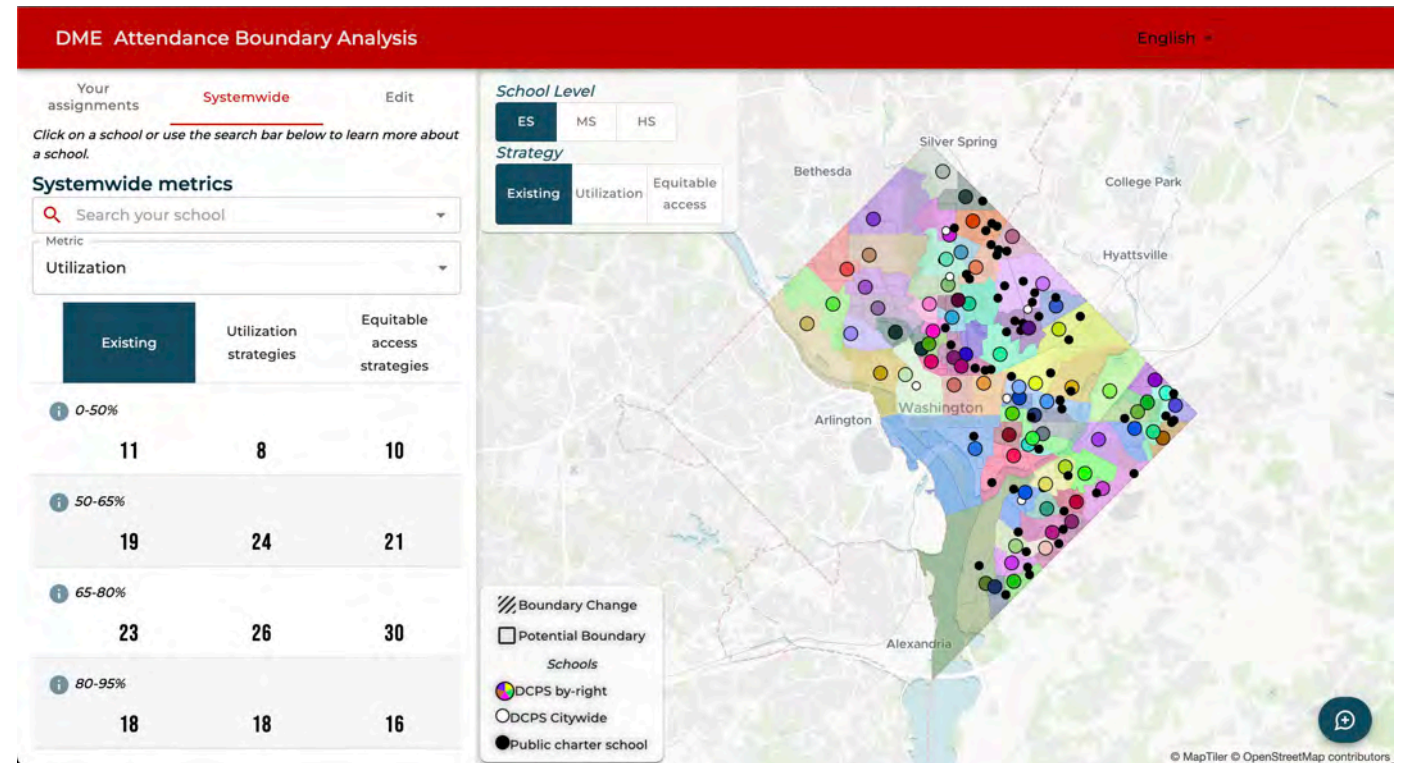 DME Attendance Boundary Analysis
English
Your
assignments
Systemwide
Edit
Click on a school or use the search bar below to learn more about
a school.
Systemwide metrics
Search your school
Metric
Utilization
Existing
Utilization
strategies
Equitable
access
strategies
0-50%
11 8 10
50-65%
19 24 21
65-80%
23 26 30
80-95%
18 18 16
School Level
ES MS HS
Strategy
Existing
Utilization
Equitable
access
Silver Spring
Bethesda
College Park
Hyattsville
Washington
Arlington
Alexandria
Boundary Change
Potential Boundary
Schools
DCPS by-right
DCPS Citywide
Public charter school
© MapTiler © OpenStreetMap contributors